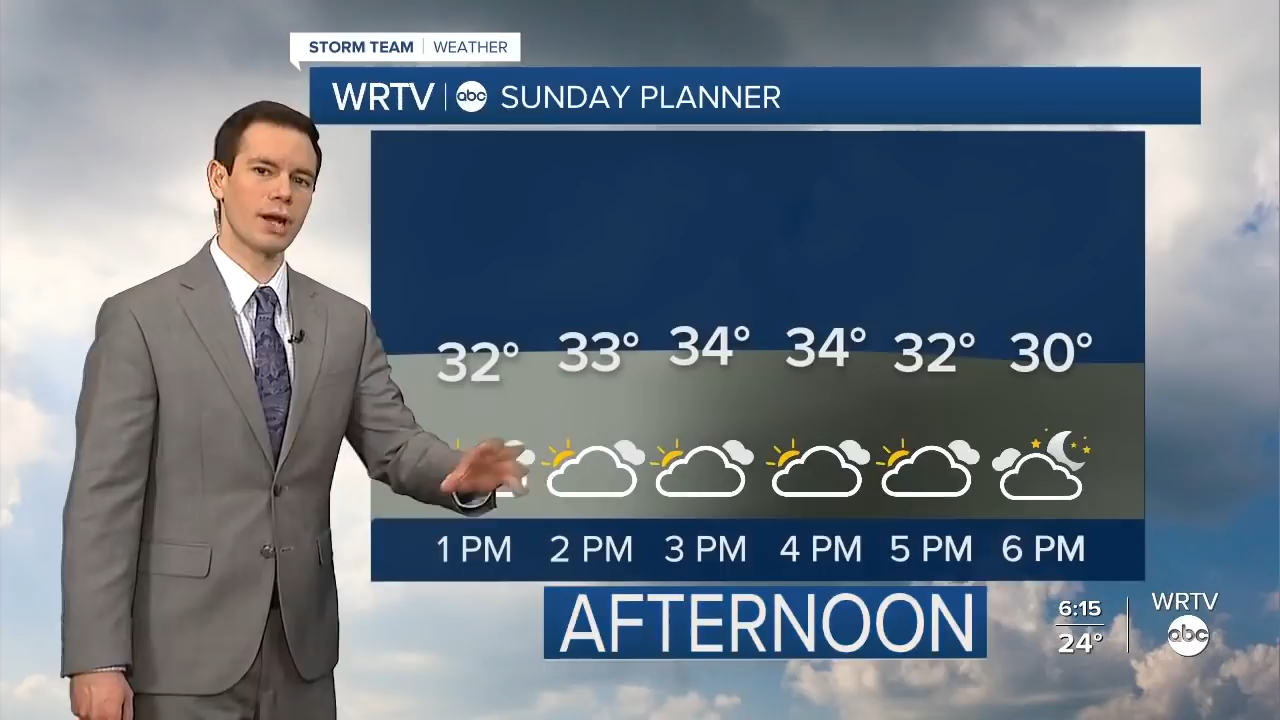 STORM TEAM | WEATHER
WRTV | abc SUNDAY PLANNER
32° 33° 34° 34° 32° 30°
1 PM 2 PM 3 PM 4 PM 5 PM 6 PM
AFTERNOON
6:15
24°
WRTV
abc